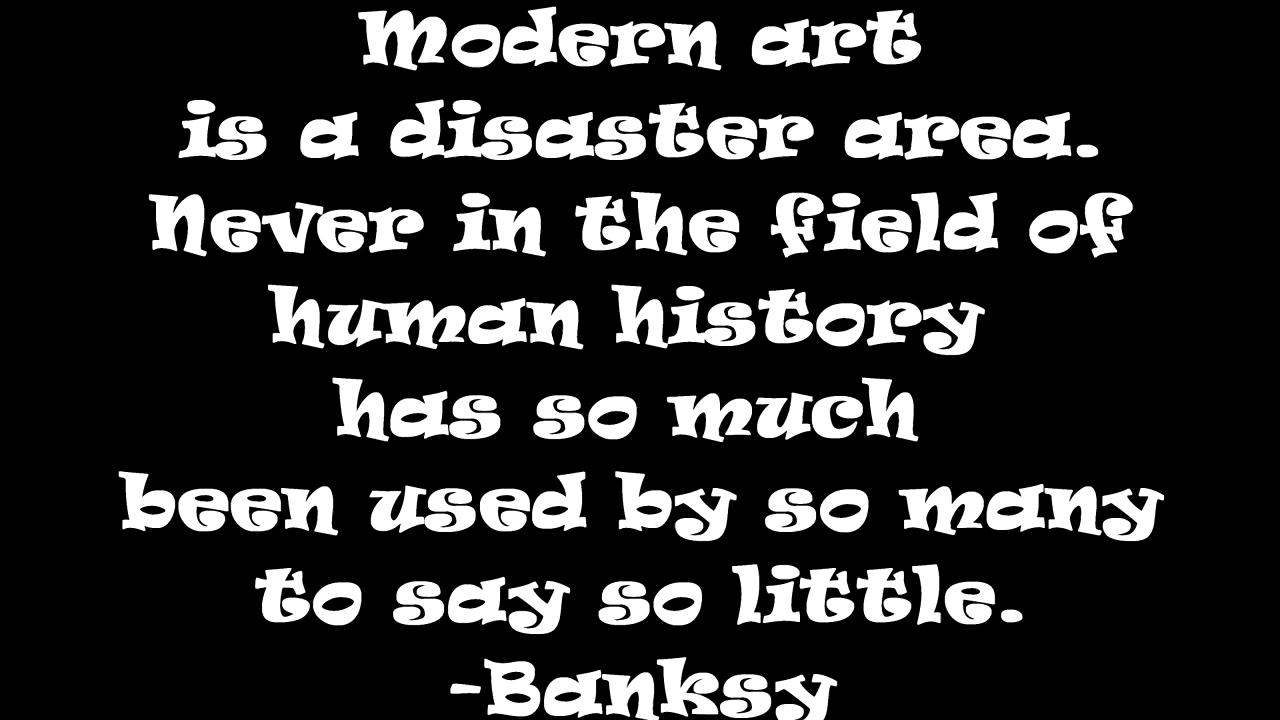 Modern art
is a disaster area.
Never in the field of
human history
has so much
been used by so many
to say so little.
-Banksy